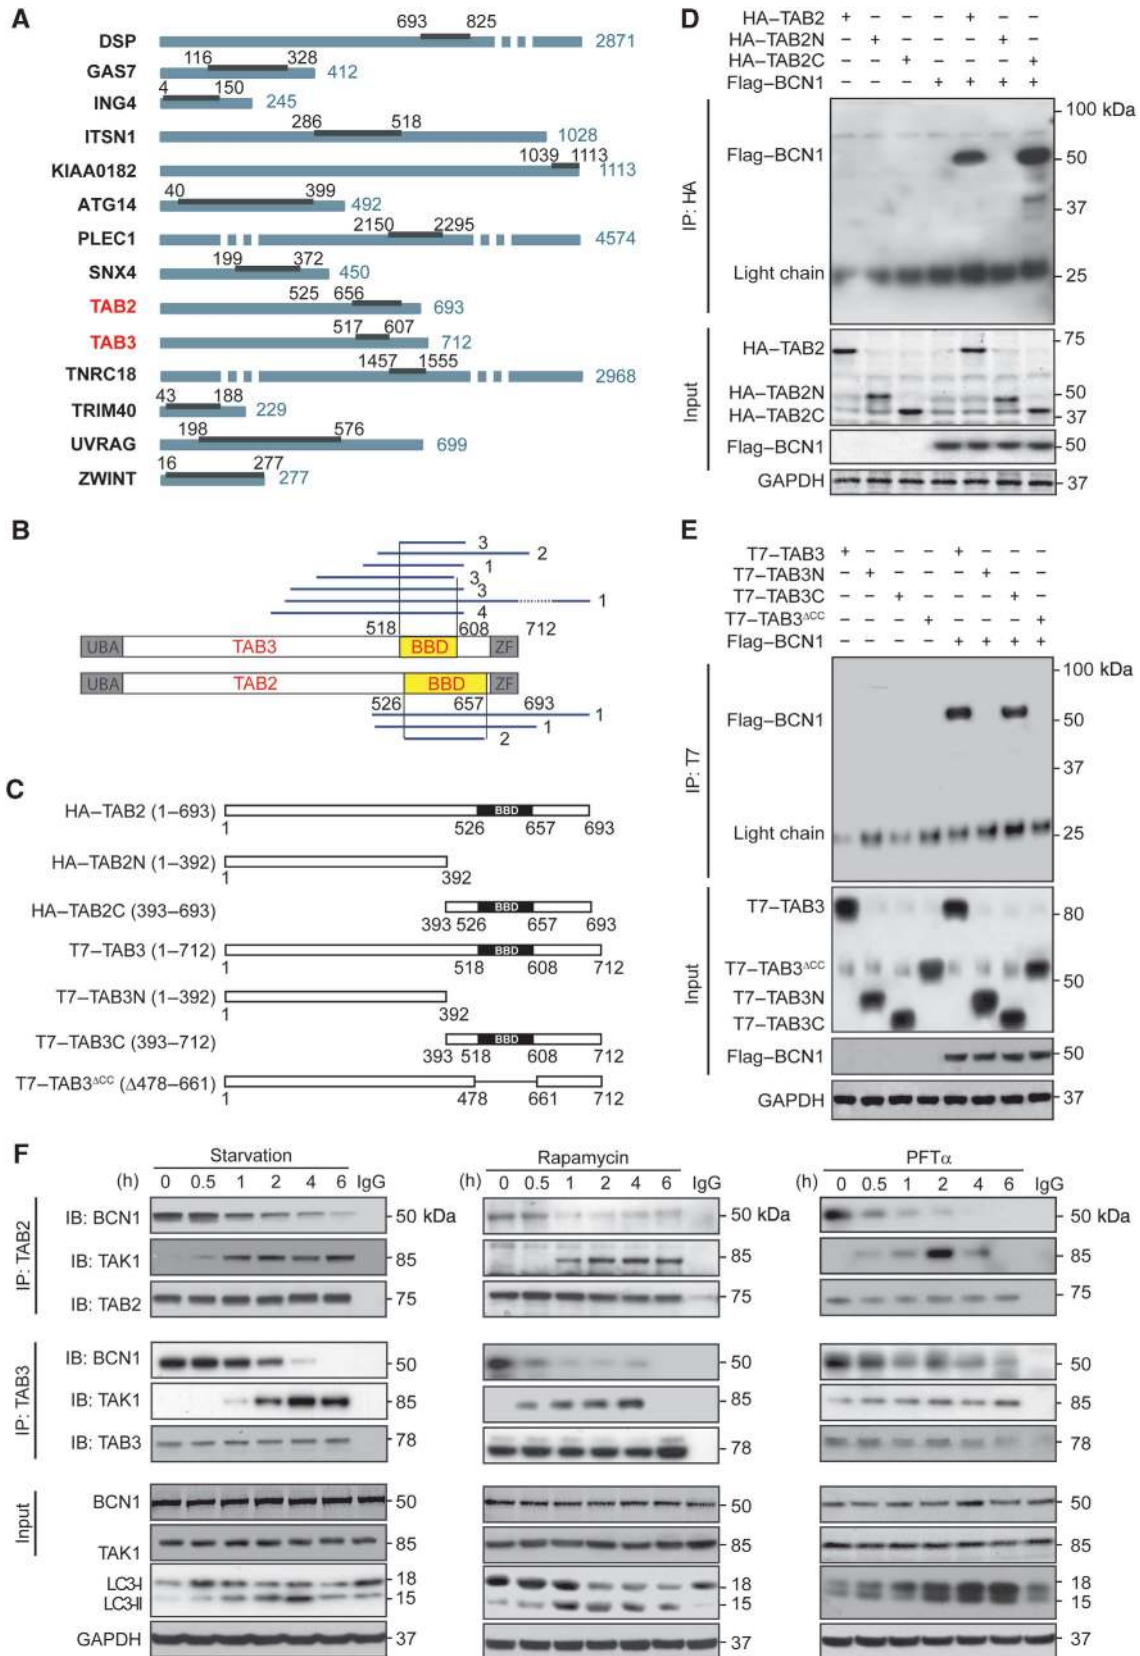 A
DSP 693 825 2871
GAS7 116 328 412
ING4 4 150 245
ITSN1 286 518 1028
KIAA0182 1039 1113 1113
ATG14 40 399 492
PLEC1 2150 2295 4574
SNX4 199 372 450
TAB2 525 656 693
TAB3 517 607 712
TNRC18 1457 1555 2968
TRIM40 43 188 229
UVRAG 198 576 699
ZWINT 16 277 277
B
3
2
1
3
3
1
4
518 608 712
UBA TAB3 BBD ZF
UBA TAB2 BBD ZF
526 657 693
1
1
2
C
HA–TAB2 (1–693) BBD
1 526 657 693
HA–TAB2N (1–392)
1 392
HA–TAB2C (393–693) BBD
393 526 657 693
T7–TAB3 (1–712) BBD
1 518 608 712
T7–TAB3N (1–392)
1 392
T7–TAB3C (393–712) BBD
393 518 608 712
T7–TAB3ΔCC (Δ478–661)
1 478 661 712
D
HA–TAB2 + – – – + – –
HA–TAB2N – + – – – + –
HA–TAB2C – – + – – – +
Flag–BCN1 – – – + + + +
IP: HA
100 kDa
Flag–BCN1 50
37
Light chain 25
Input
75
HA–TAB2
HA–TAB2N 50
HA–TAB2C 37
Flag–BCN1 50
GAPDH 37
E
T7–TAB3 + – – – + – – –
T7–TAB3N – + – – – + – –
T7–TAB3C – – + – – – + –
T7–TAB3ΔCC – – – + – – – +
Flag–BCN1 – – – – + + + +
IP: T7
100 kDa
Flag–BCN1 50
37
Light chain 25
Input
T7–TAB3 80
T7–TAB3ΔCC 50
T7–TAB3N
T7–TAB3C
Flag–BCN1 50
GAPDH 37
F
Starvation Rapamycin PFTα
(h) 0 0.5 1 2 4 6 IgG (h) 0 0.5 1 2 4 6 IgG (h) 0 0.5 1 2 4 6 IgG
IP: TAB2
IB: BCN1 50 kDa 50 kDa 50 kDa
IB: TAK1 85 85 85
IB: TAB2 75 75 75
IP: TAB3
IB: BCN1 50 50 50
IB: TAK1 85 85 85
IB: TAB3 78 78 78
Input
BCN1 50 50 50
TAK1 85 85 85
LC3-I 18 18 18
LC3-II 15 15 15
GAPDH 37 37 37